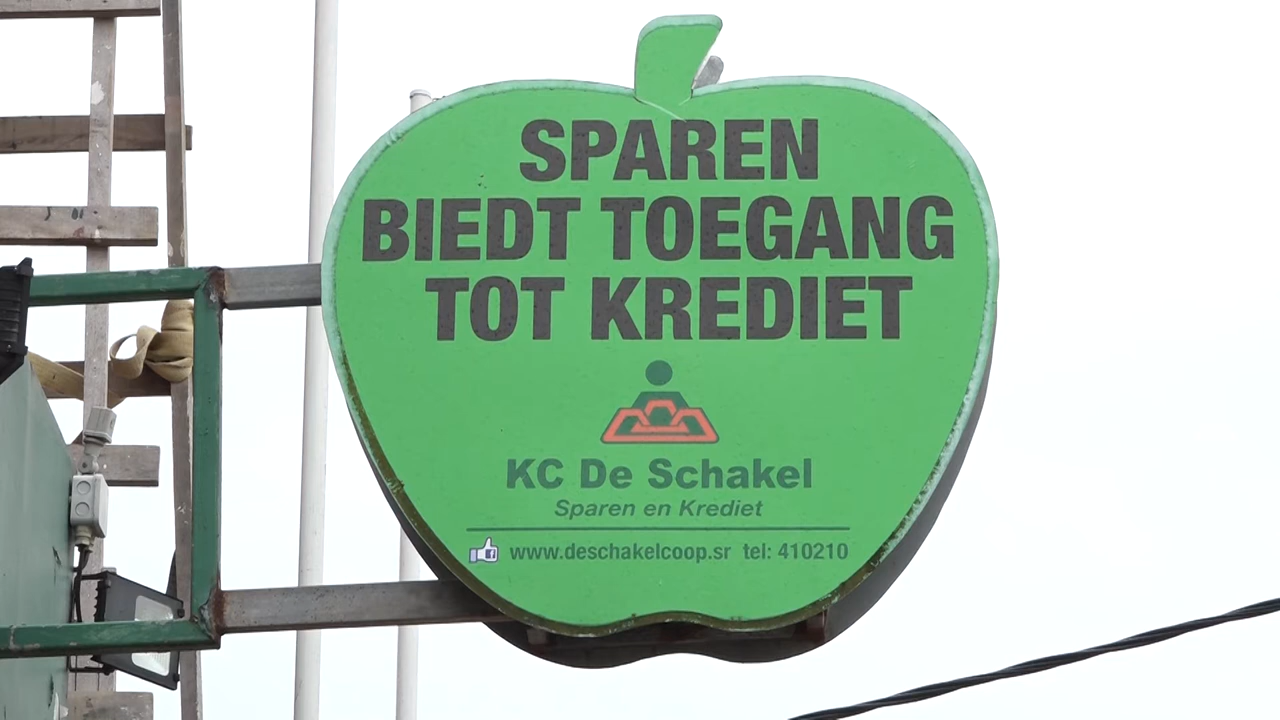 SPAREN
BIEDT TOEGANG
TOT KREDIET
KC De Schakel
Sparen en Krediet
www.deschakelcoop.sr tel: 410210